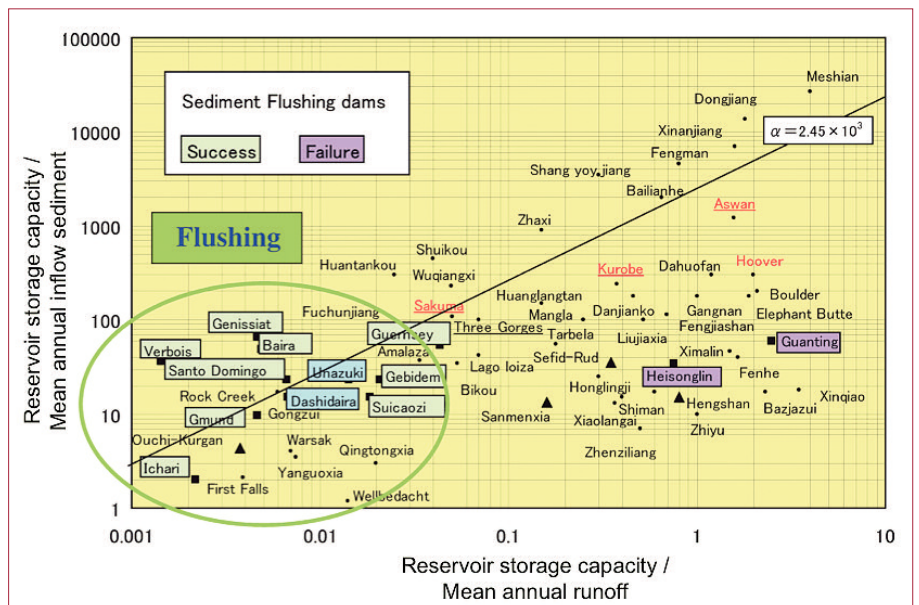 100000
10000
1000
100
10
1
Reservoir storage capacity /
Mean annual inflow sediment
Sediment Flushing dams
Success
Failure
Flushing
α=2.45×10³
Meshian
Dongjiang
Xinanjiang
Fengman
Shang yoy jiang
Bailianhe
Aswan
Zhaxi
Shuikou
Huantankou
Wuqiangxi
Kurobe
Dahuofan
Hoover
Huanglangtan
Fuchunjiang
Sakuma
Mangla
Danjianko
Gangnan
Boulder
Elephant Butte
Genissiat
Guernsey
Three Gorges
Tarbela
Liujiaxia
Fengjiashan
Guanting
Verbois
Baira
Amalaza
Lago loiza
Sefid-Rud
Ximalin
Santo Domingo
Unazuki
Gebidem
Heisonglin
Fenhe
Rock Creek
Dashidaira
Bikou
Honglingji
Xinqiao
Gmund
Gongzui
Suicaozi
Sanmenxia
Shiman
Hengshan
Bazjazui
Xiaolangai
Zhiyu
Ouchi-Kurgan
Warsak
Qingtongxia
Zhenziliang
Ichari
Yanguoxia
First Falls
Wellbedacht
0.001
0.01
0.1
1
10
Reservoir storage capacity /
Mean annual runoff